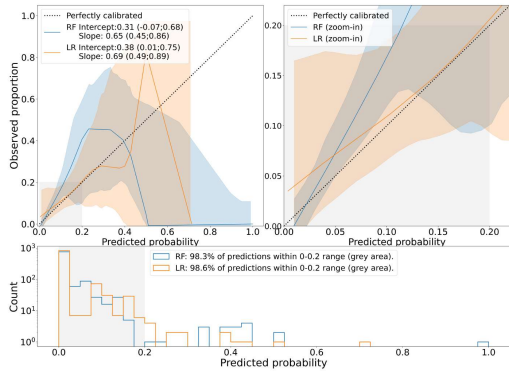 Perfectly calibrated
RF Intercept:0.31 (-0.07;0.68)
Slope: 0.65 (0.45;0.86)
LR Intercept:0.38 (0.01;0.75)
Slope: 0.69 (0.49;0.89)
Observed proportion
1.0
0.8
0.6
0.4
0.2
0.0
0.0 0.2 0.4 0.6 0.8 1.0
Predicted probability
Perfectly calibrated
RF (zoom-in)
LR (zoom-in)
0.20
0.15
0.10
0.05
0.00
0.00 0.05 0.10 0.15 0.20
Predicted probability
RF: 98.3% of predictions within 0-0.2 range (grey area).
LR: 98.6% of predictions within 0-0.2 range (grey area).
Count
10³
10²
10¹
10⁰
0.0 0.2 0.4 0.6 0.8 1.0
Predicted probability